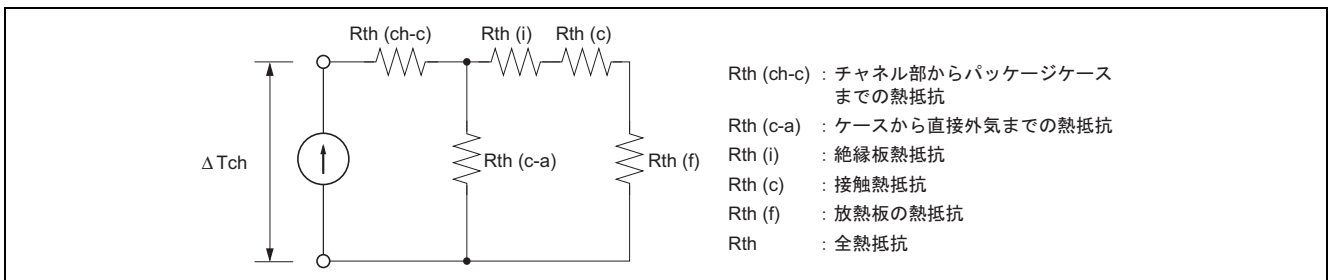 Rth (ch-c) Rth (i) Rth (c)
ΔTch
Rth (c-a)
Rth (f)
Rth (ch-c) : チャネル部からパッケージケース
までの熱抵抗
Rth (c-a) : ケースから直接外気までの熱抵抗
Rth (i) : 絶縁板熱抵抗
Rth (c) : 接触熱抵抗
Rth (f) : 放熱板の熱抵抗
Rth : 全熱抵抗